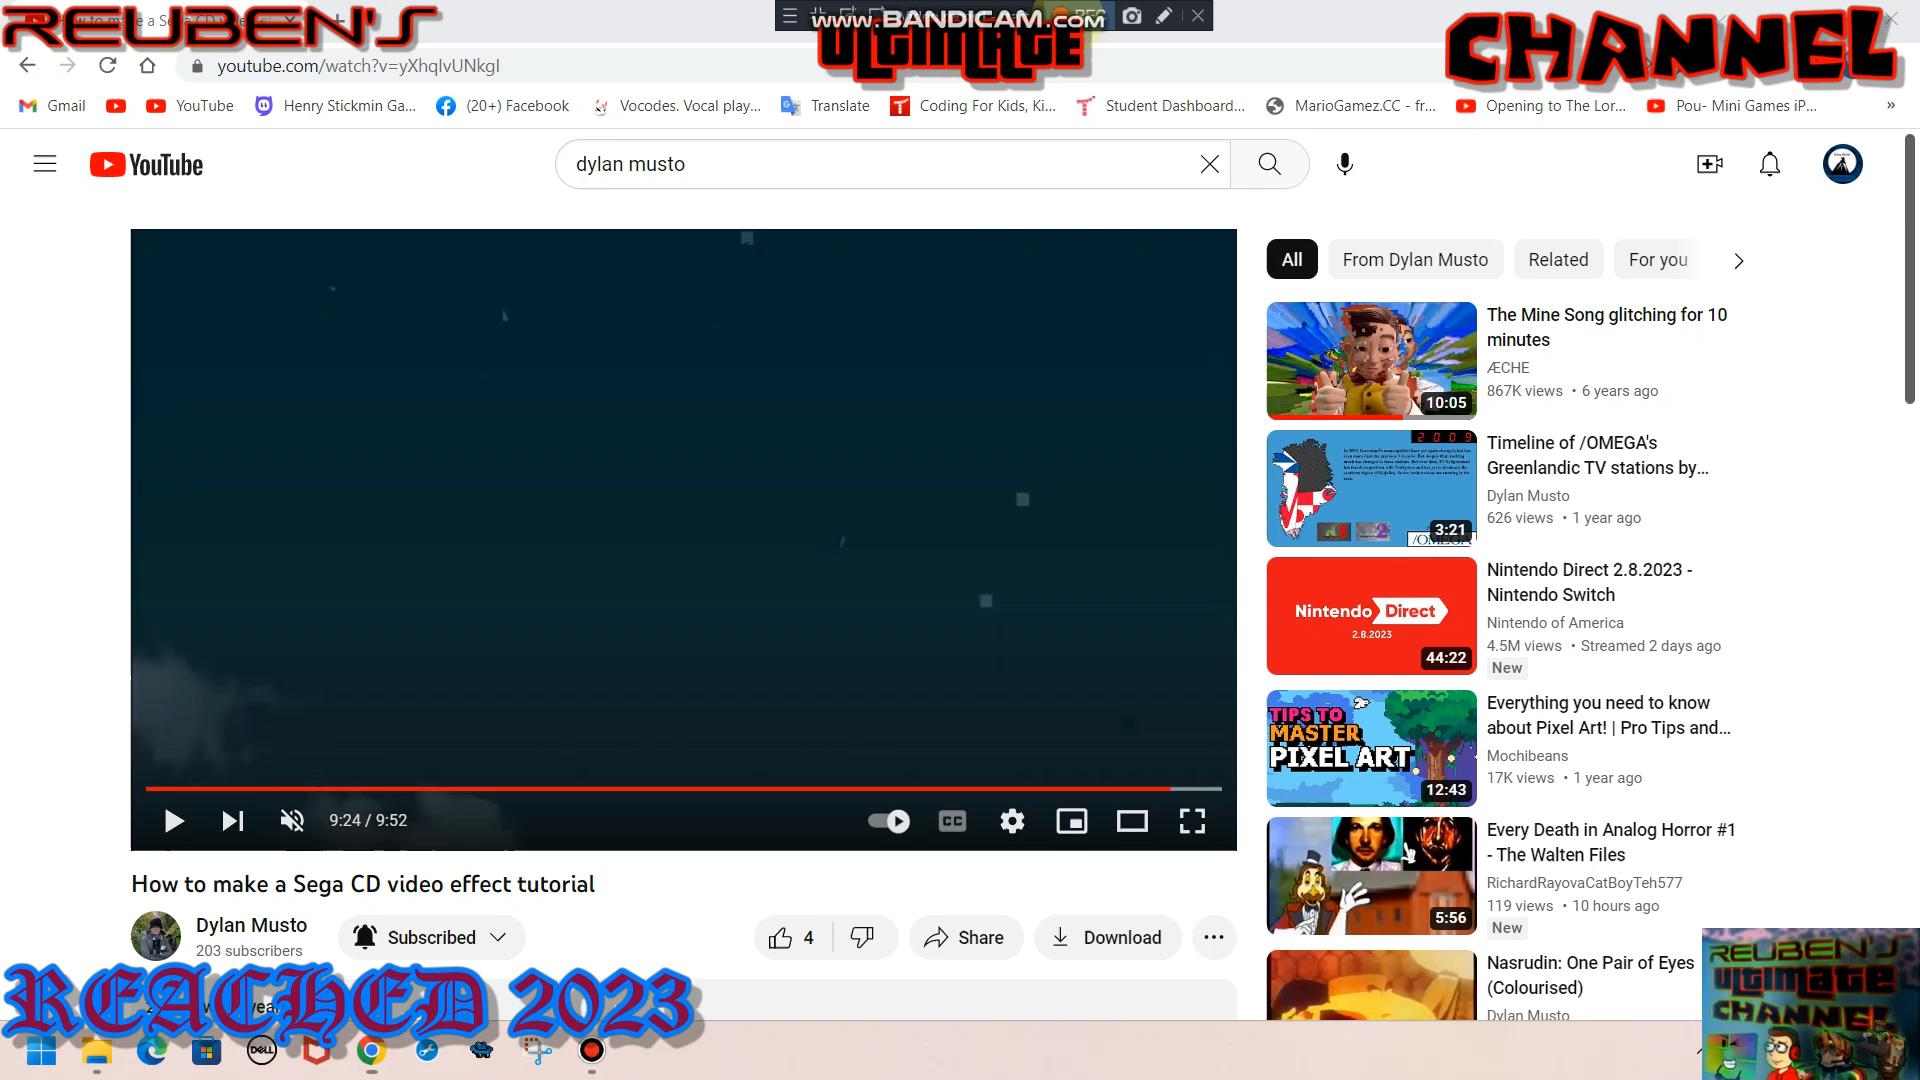 REUBEN'S
ULTIMATE
CHANNEL
www.BANDICAM.com
youtube.com/watch?v=yXhqIvUNkgI
Gmail
YouTube
Henry Stickmin Ga...
(20+) Facebook
Vocodes. Vocal play...
Translate
Coding For Kids, Ki...
Student Dashboard...
MarioGamez.CC - fr...
Opening to The Lor...
Pou- Mini Games iP...
»
YouTube
dylan musto
All
From Dylan Musto
Related
For you
The Mine Song glitching for 10
minutes
ÆCHE
867K views • 6 years ago
10:05
Timeline of /OMEGA's
Greenlandic TV stations by...
Dylan Musto
626 views • 1 year ago
2009
3:21
/OMEGA
Nintendo Direct 2.8.2023 -
Nintendo Switch
Nintendo of America
4.5M views • Streamed 2 days ago
New
Nintendo Direct
2.8.2023
44:22
Everything you need to know
about Pixel Art! | Pro Tips and...
Mochibeans
17K views • 1 year ago
TIPS TO
MASTER
PIXEL ART
12:43
Every Death in Analog Horror #1
- The Walten Files
RichardRayovaCatBoyTeh577
119 views • 10 hours ago
New
5:56
Nasrudin: One Pair of Eyes
(Colourised)
Dylan Musto
9:24 / 9:52
CC
How to make a Sega CD video effect tutorial
Dylan Musto
203 subscribers
Subscribed
4
Share
Download
REACHED 2023
DELL
REUBEN'S
ULTIMATE
CHANNEL